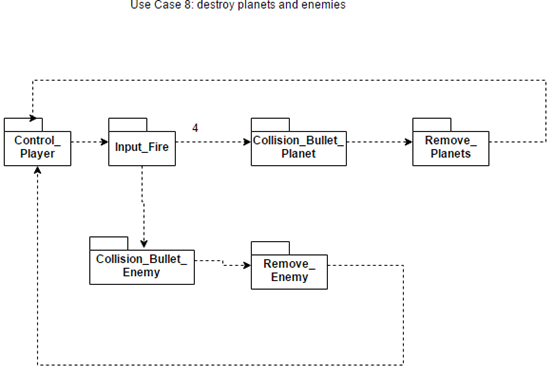 Use Case 8: destroy planets and enemies
4
Control_
Player
Input_Fire
Collision_Bullet_
Planet
Remove_
Planets
Collision_Bullet_
Enemy
Remove_
Enemy